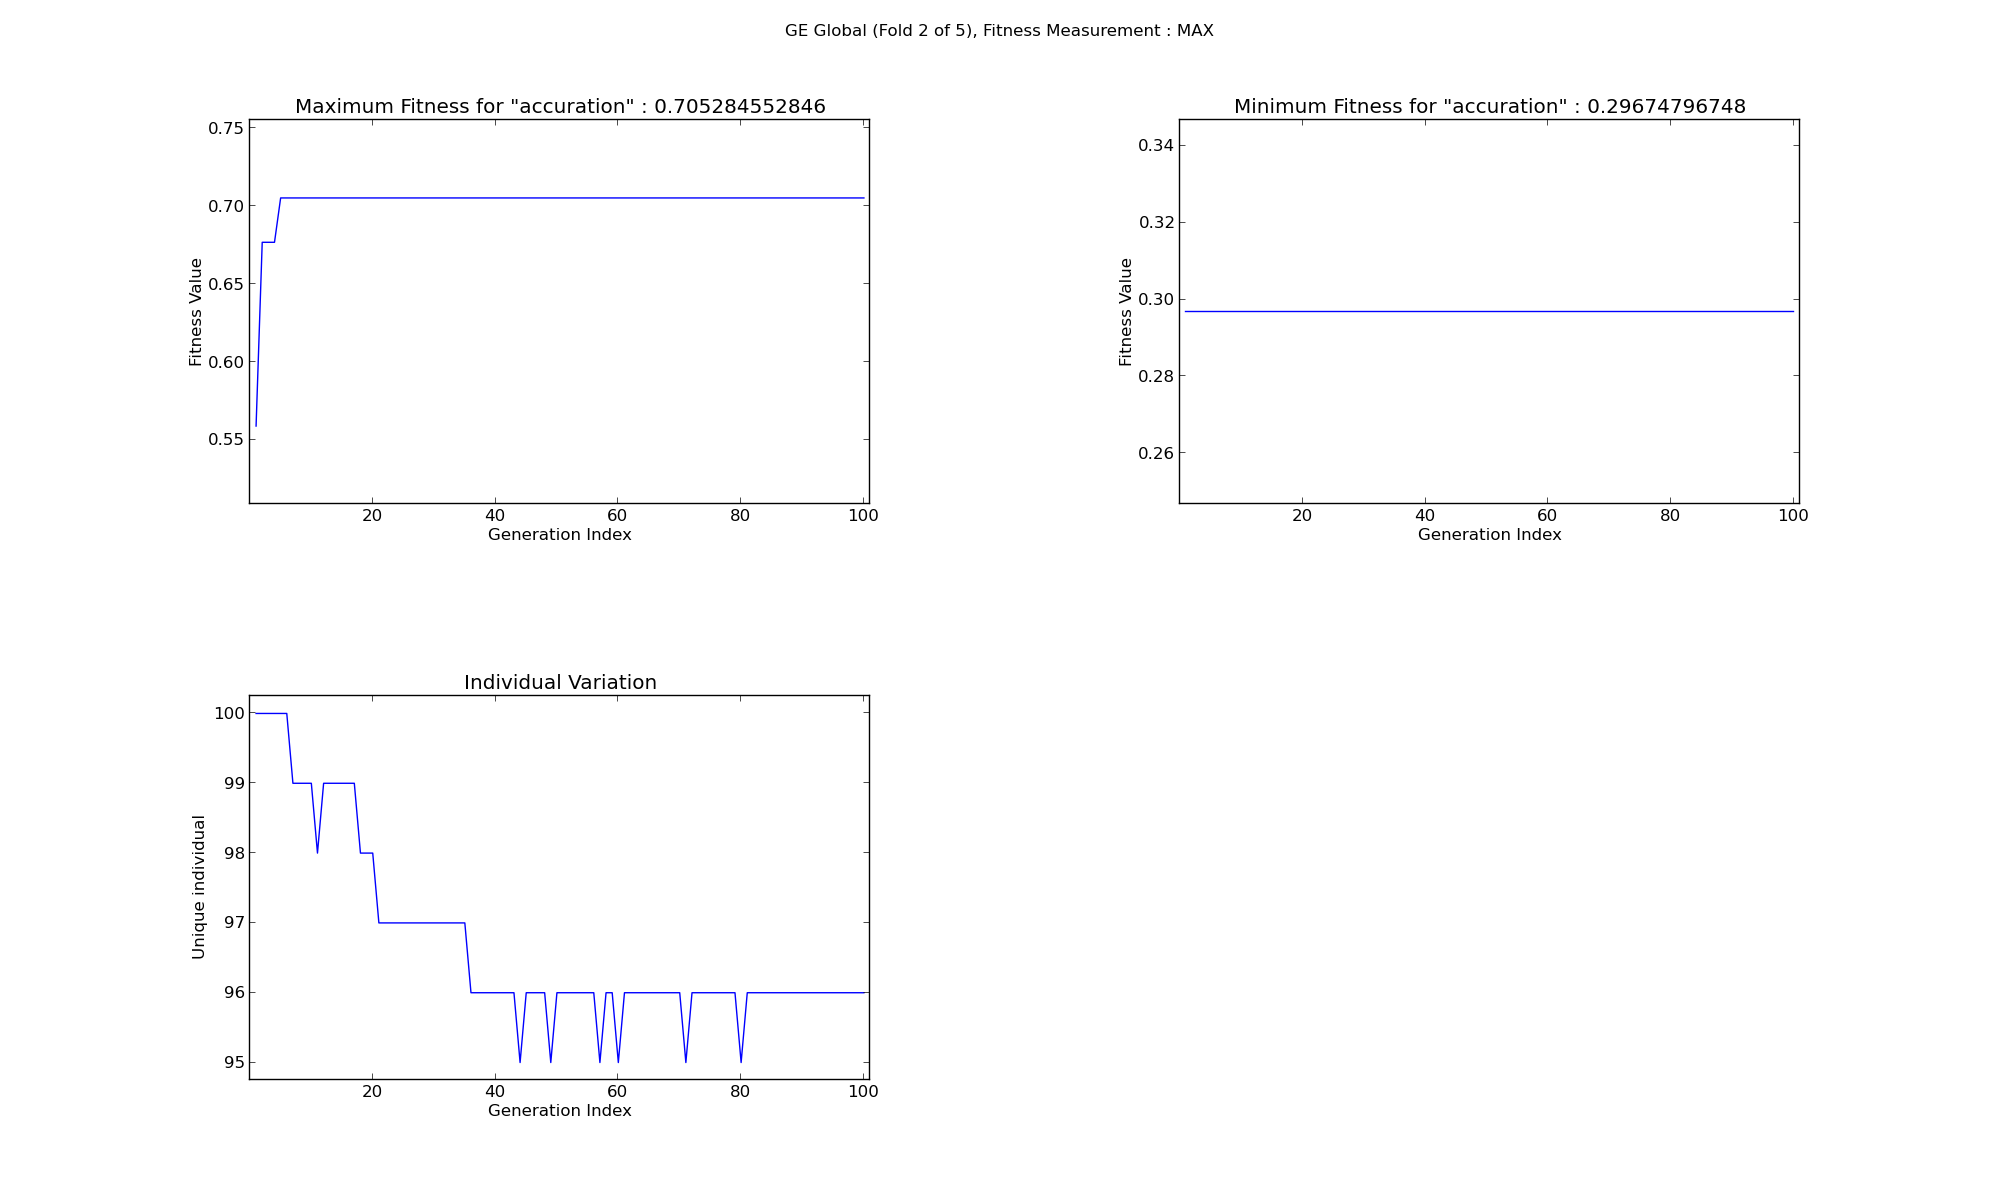 GE Global (Fold 2 of 5), Fitness Measurement : MAX
Maximum Fitness for "accuration" : 0.705284552846
0.75
0.70
0.65
0.60
0.55
Fitness Value
20 40 60 80 100
Generation Index
Minimum Fitness for "accuration" : 0.29674796748
0.34
0.32
0.30
0.28
0.26
Fitness Value
20 40 60 80 100
Generation Index
Individual Variation
100
99
98
97
96
95
Unique individual
20 40 60 80 100
Generation Index